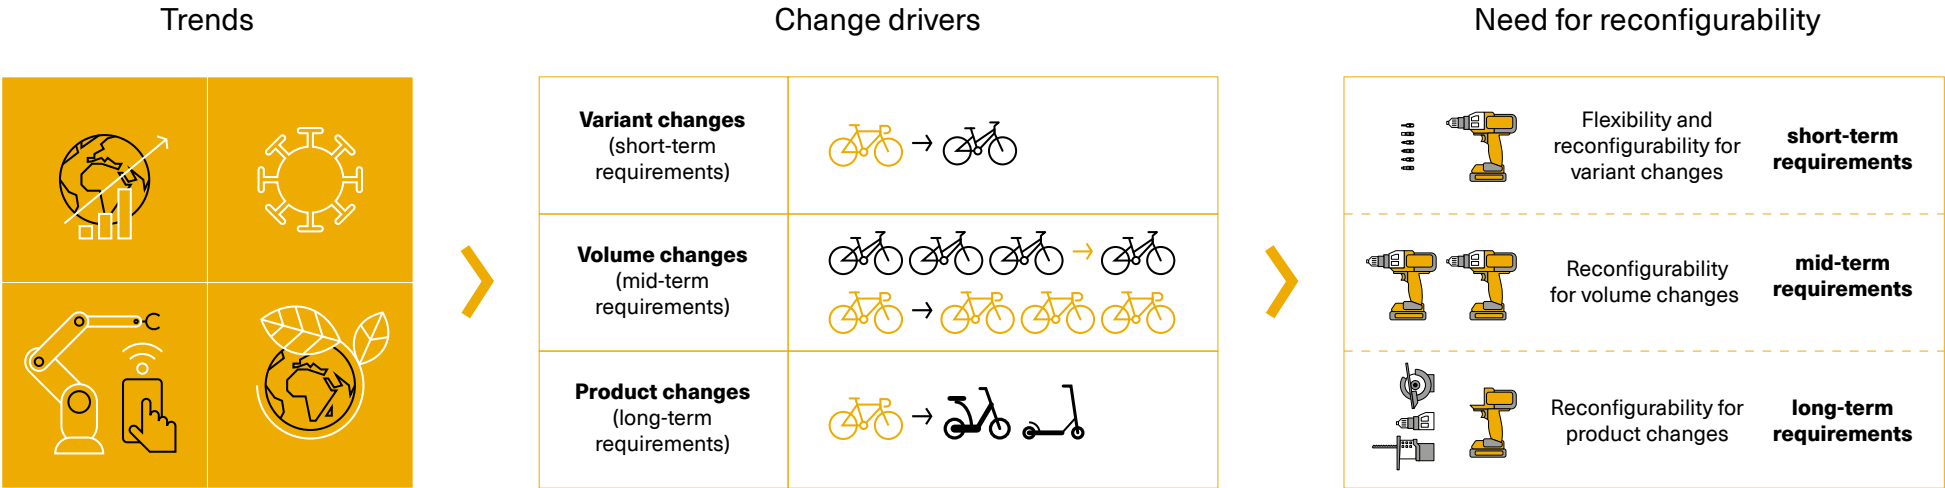 Trends
Change drivers
Need for reconfigurability
Variant changes
(short-term
requirements)
Flexibility and
reconfigurability for
variant changes
short-term
requirements
Volume changes
(mid-term
requirements)
Reconfigurability
for volume changes
mid-term
requirements
Product changes
(long-term
requirements)
Reconfigurability for
product changes
long-term
requirements